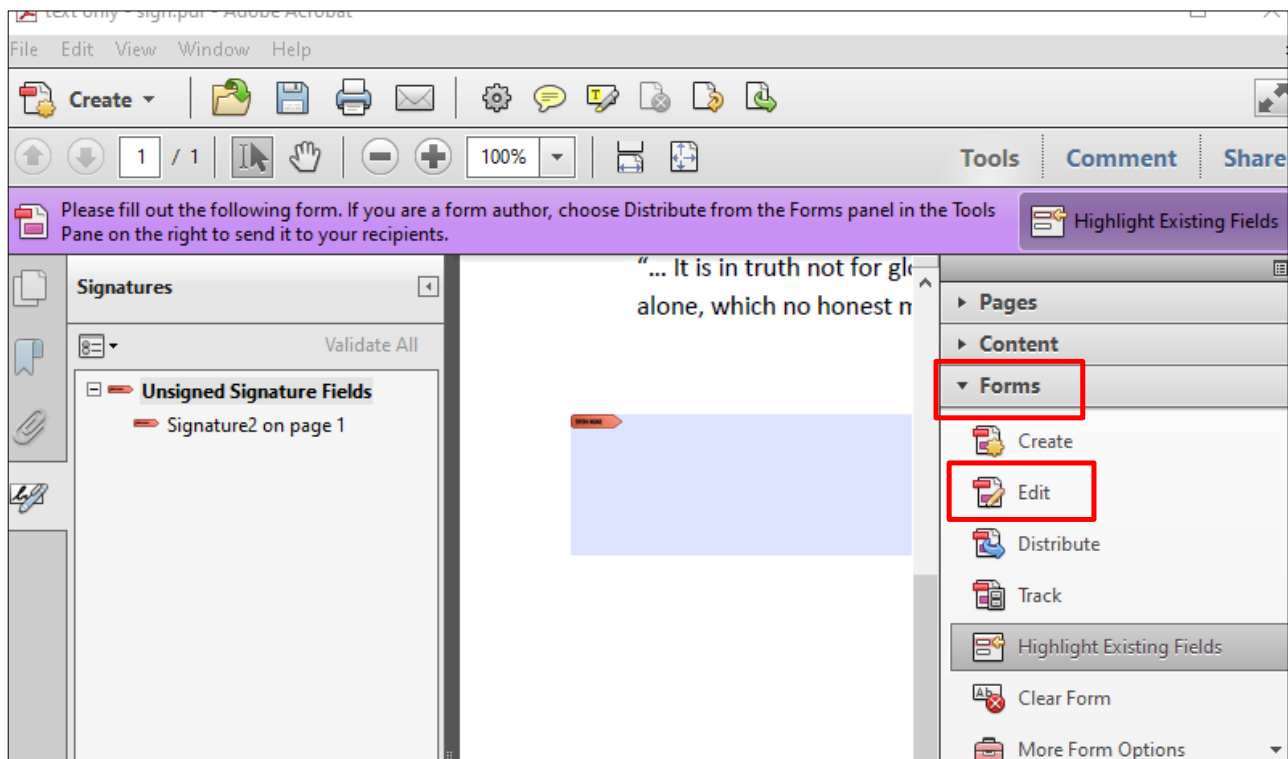 text only - sign.pdf - Adobe Acrobat
File Edit View Window Help
Create
1 / 1 100% Tools Comment Share
Please fill out the following form. If you are a form author, choose Distribute from the Forms panel in the Tools
Pane on the right to send it to your recipients.
Highlight Existing Fields
Signatures
Validate All
Unsigned Signature Fields
Signature2 on page 1
“... It is in truth not for
alone, which no honest
Pages
Content
Forms
Create
Edit
Distribute
Track
Highlight Existing Fields
Clear Form
More Form Options